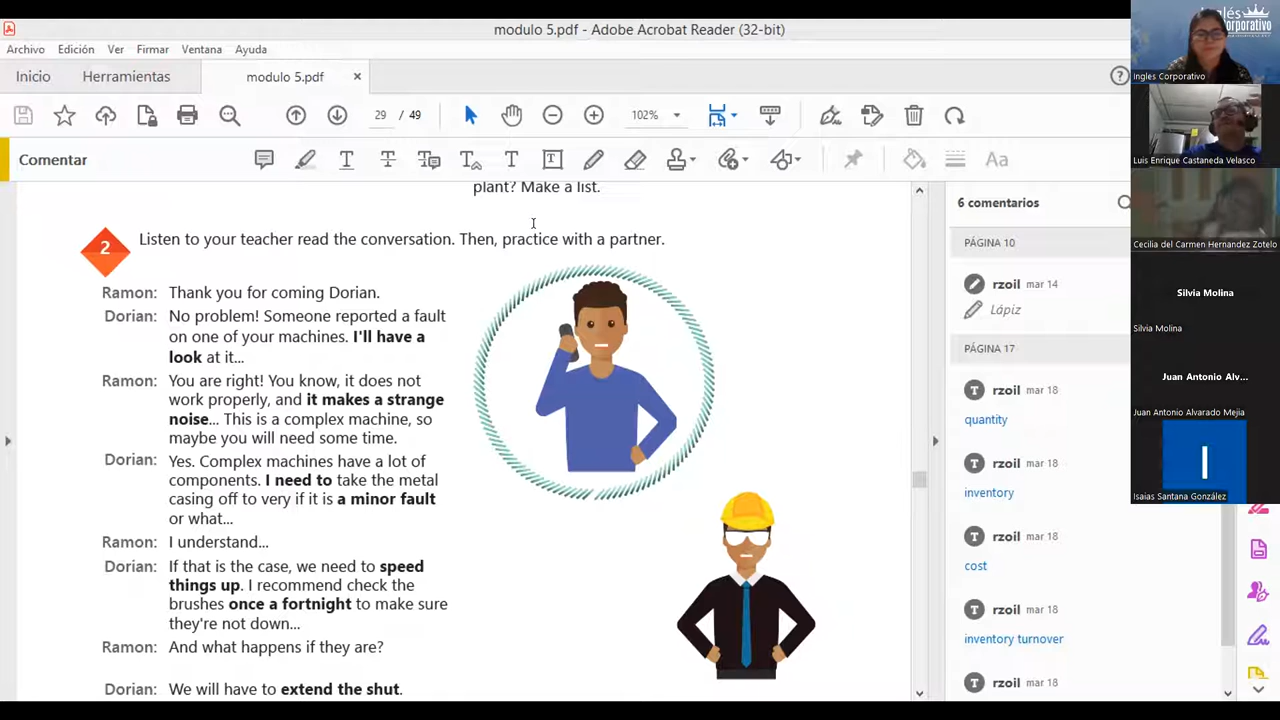 modulo 5.pdf - Adobe Acrobat Reader (32-bit)
Archivo Edición Ver Firmar Ventana Ayuda
Inicio Herramientas modulo 5.pdf ×
29 / 49 102%
Comentar
plant? Make a list.
2 Listen to your teacher read the conversation. Then, practice with a partner.
Ramon: Thank you for coming Dorian.
Dorian: No problem! Someone reported a fault
on one of your machines. I'll have a
look at it...
Ramon: You are right! You know, it does not
work properly, and it makes a strange
noise... This is a complex machine, so
maybe you will need some time.
Dorian: Yes. Complex machines have a lot of
components. I need to take the metal
casing off to very if it is a minor fault
or what...
Ramon: I understand...
Dorian: If that is the case, we need to speed
things up. I recommend check the
brushes once a fortnight to make sure
they're not down...
Ramon: And what happens if they are?
Dorian: We will have to extend the shut.
6 comentarios
PÁGINA 10
rzoil mar 14
Lápiz
PÁGINA 17
T rzoil mar 18
quantity
T rzoil mar 18
inventory
T rzoil mar 18
cost
T rzoil mar 18
inventory turnover
T rzoil mar 18
Inglés
Corporativo
Ingles Corporativo
Luis Enrique Castaneda Velasco
Cecilia del Carmen Hernandez Zotelo
Silvia Molina
Silvia Molina
Juan Antonio Alv...
Juan Antonio Alvarado Mejia
I
Isaias Santana González